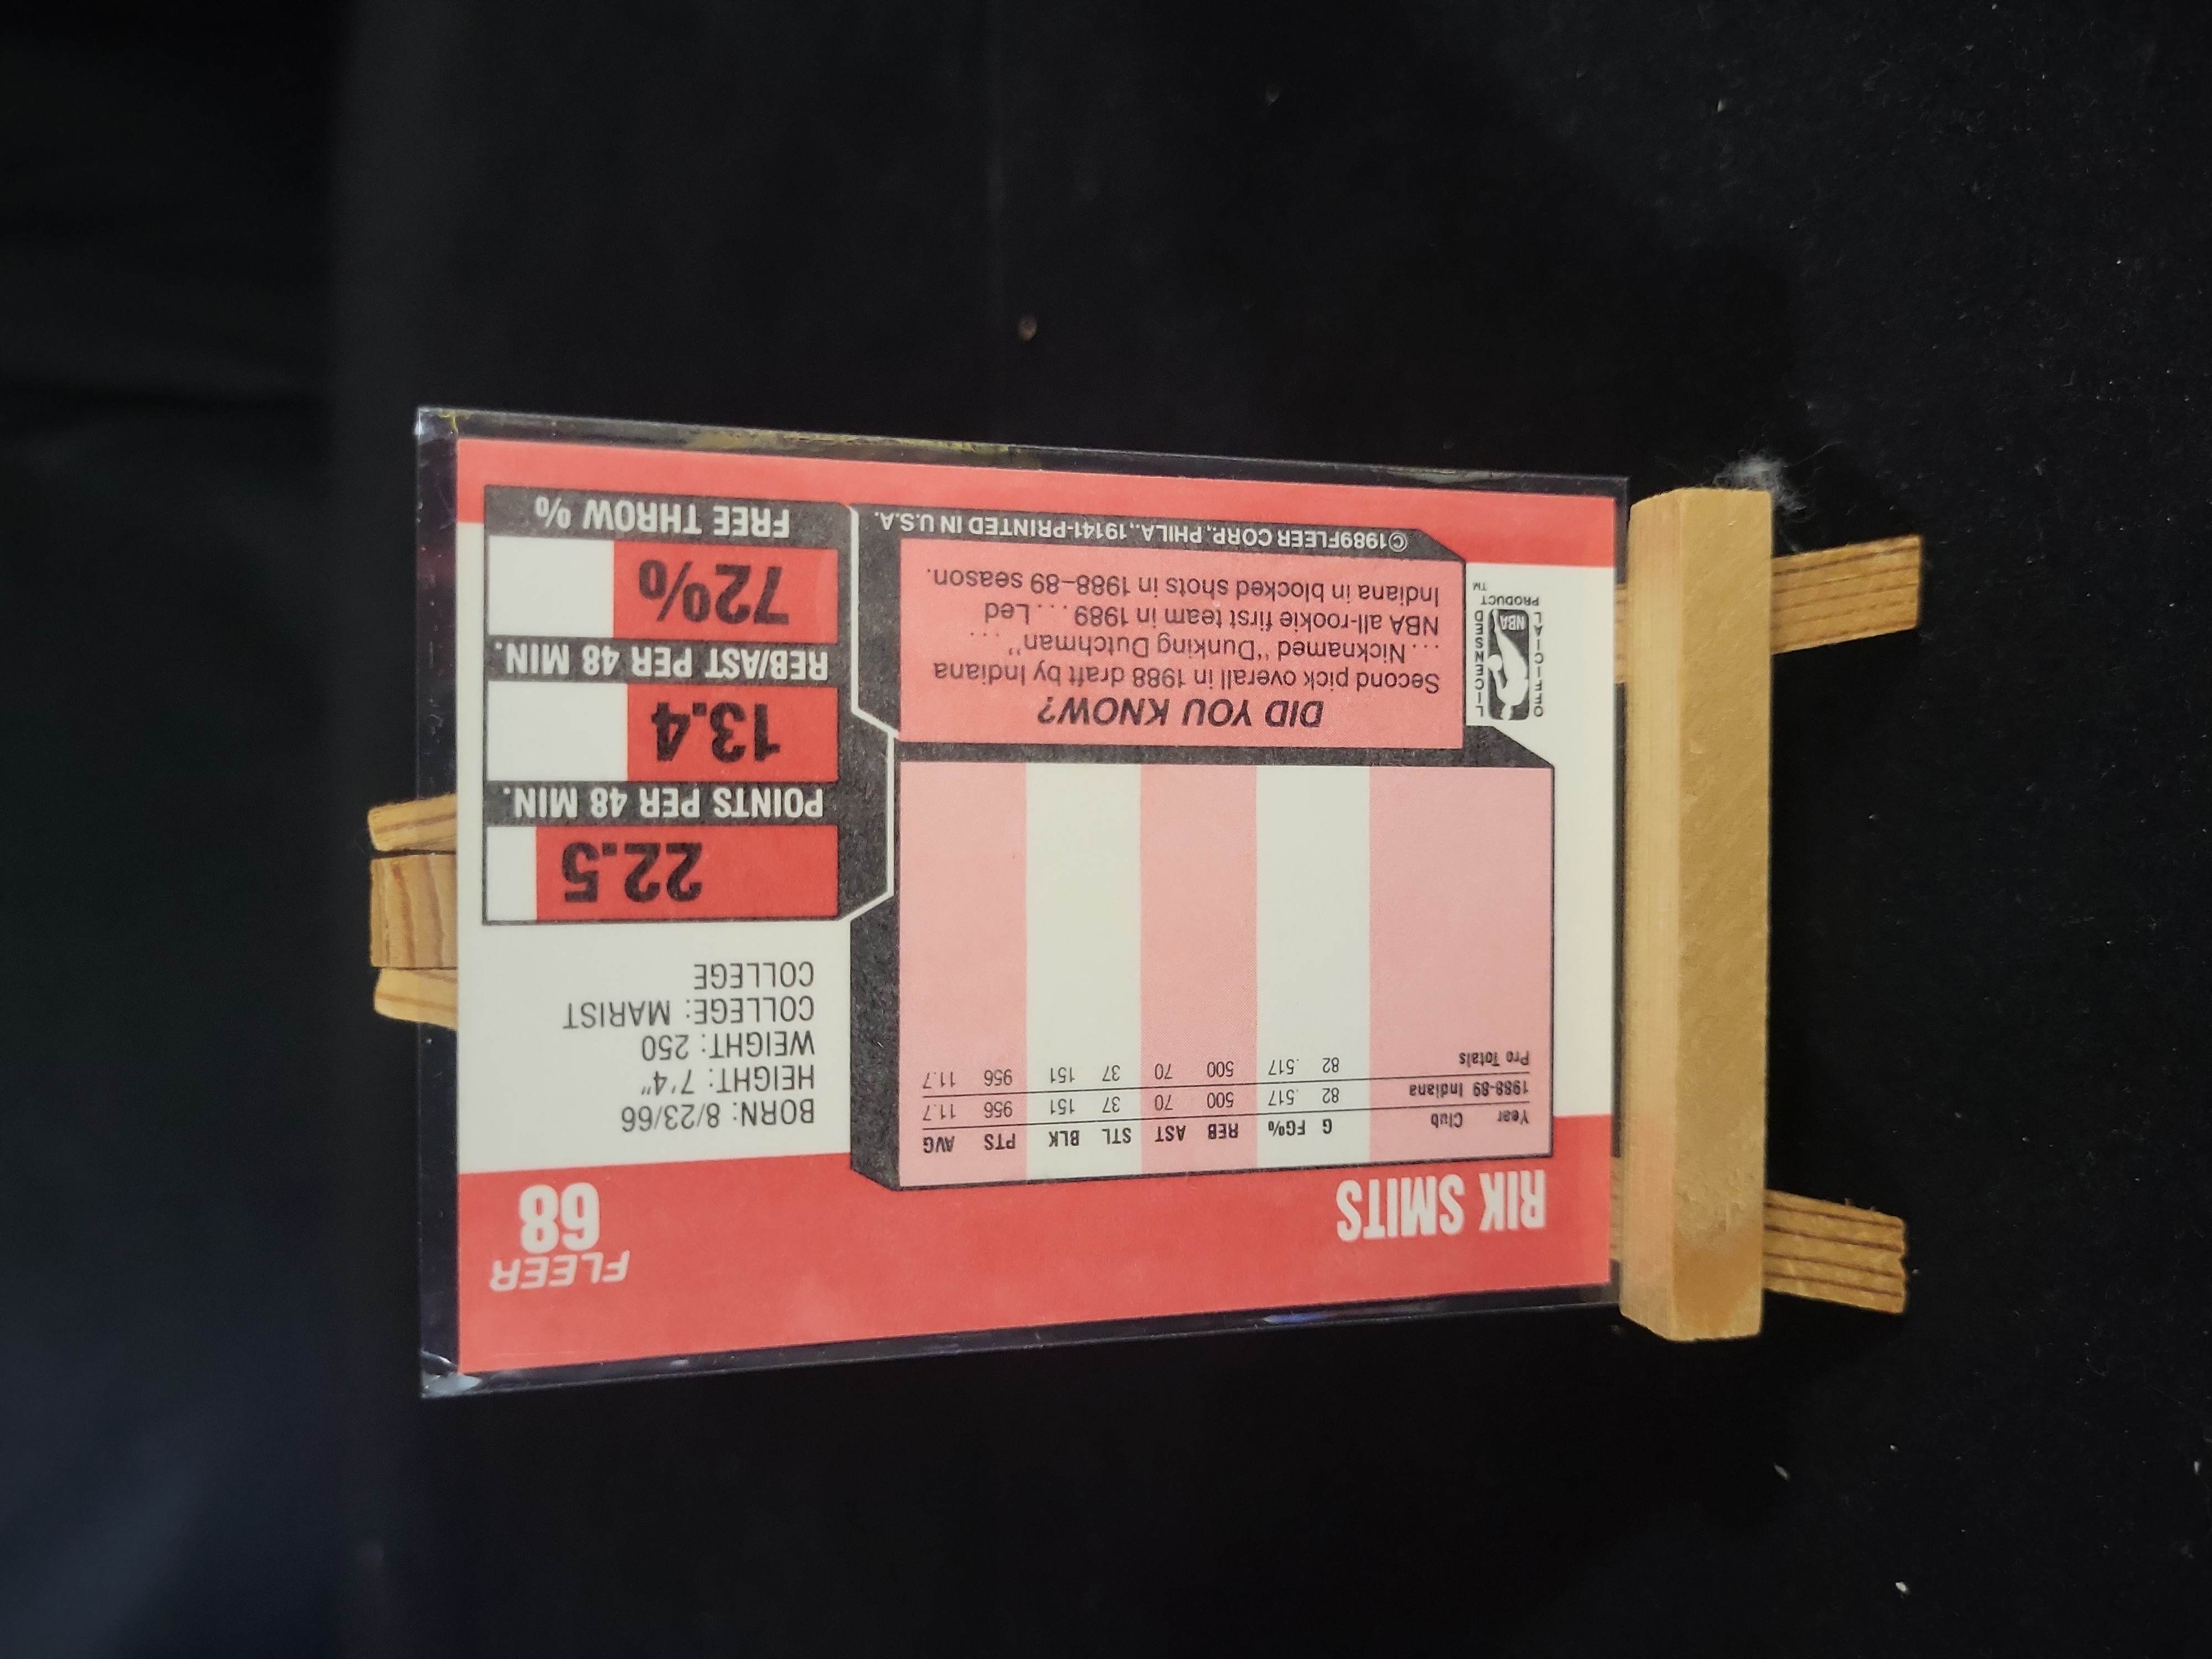 RIK SMITS
FLEER
68
Year Club G FG% REB AST STL BLK PTS AVG
1988-89 Indiana 82 .517 500 70 37 151 956 11.7
Pro Totals 82 .517 500 70 37 151 956 11.7
BORN: 8/23/66
HEIGHT: 7'4"
WEIGHT: 250
COLLEGE: MARIST
COLLEGE
22.5
POINTS PER 48 MIN.
13.4
REB/AST PER 48 MIN.
72%
FREE THROW %
DID YOU KNOW?
Second pick overall in 1988 draft by Indiana
. . . Nicknamed "Dunking Dutchman" . . .
NBA all-rookie first team in 1989 . . . Led
Indiana in blocked shots in 1988–89 season.
OFFICIAL
NBA
LICENSED
PRODUCT
TM
©1989FLEER CORP., PHILA., 19141-PRINTED IN U.S.A.